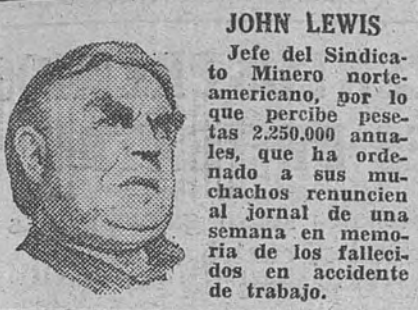 JOHN LEWIS
Jefe del Sindica-
to Minero norte-
americano, por lo
que percibe pese-
tas 2.250.000 anua-
les, que ha orde-
nado a sus mu-
chachos renuncien
al jornal de una
semana en memo-
ria de los falleci-
dos en accidente
de trabajo.